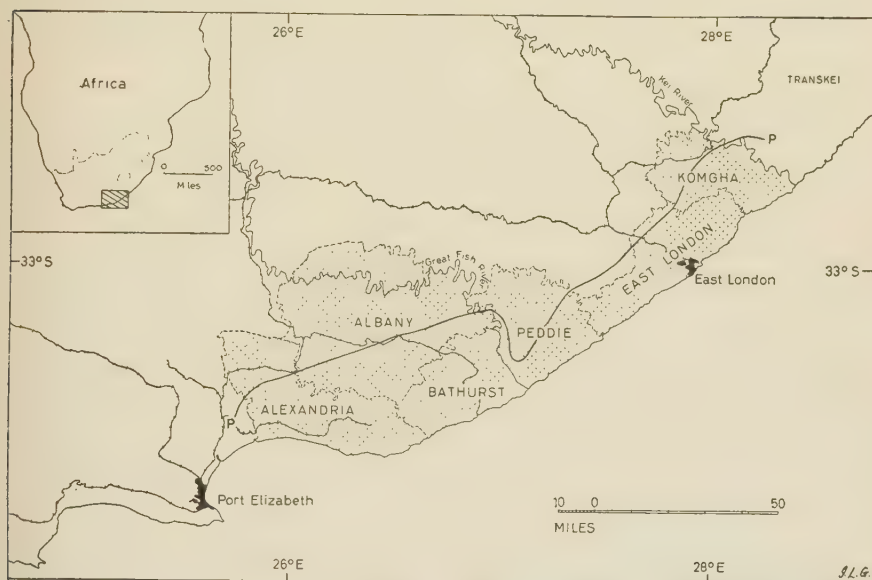 26°E
28°E
Africa
0 500
Miles
Kei River
TRANSKEI
P
KOMGHA
33°S
Great Fish River
EAST LONDON
East London
33°S
ALBANY
PEDDIE
BATHURST
ALEXANDRIA
P
Port Elizabeth
10 0 50
MILES
26°E
28°E
J.L.G.